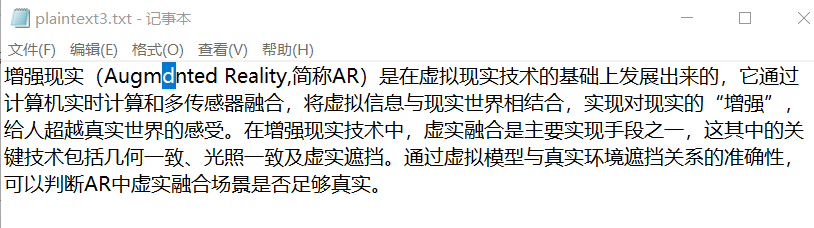 plaintext3.txt - 记事本
文件(F) 编辑(E) 格式(O) 查看(V) 帮助(H)
增强现实（Augmdnted Reality,简称AR）是在虚拟现实技术的基础上发展出来的，它通过
计算机实时计算和多传感器融合，将虚拟信息与现实世界相结合，实现对现实的“增强”，
给人超越真实世界的感受。在增强现实技术中，虚实融合是主要实现手段之一，这其中的关
键技术包括几何一致、光照一致及虚实遮挡。通过虚拟模型与真实环境遮挡关系的准确性，
可以判断AR中虚实融合场景是否足够真实。